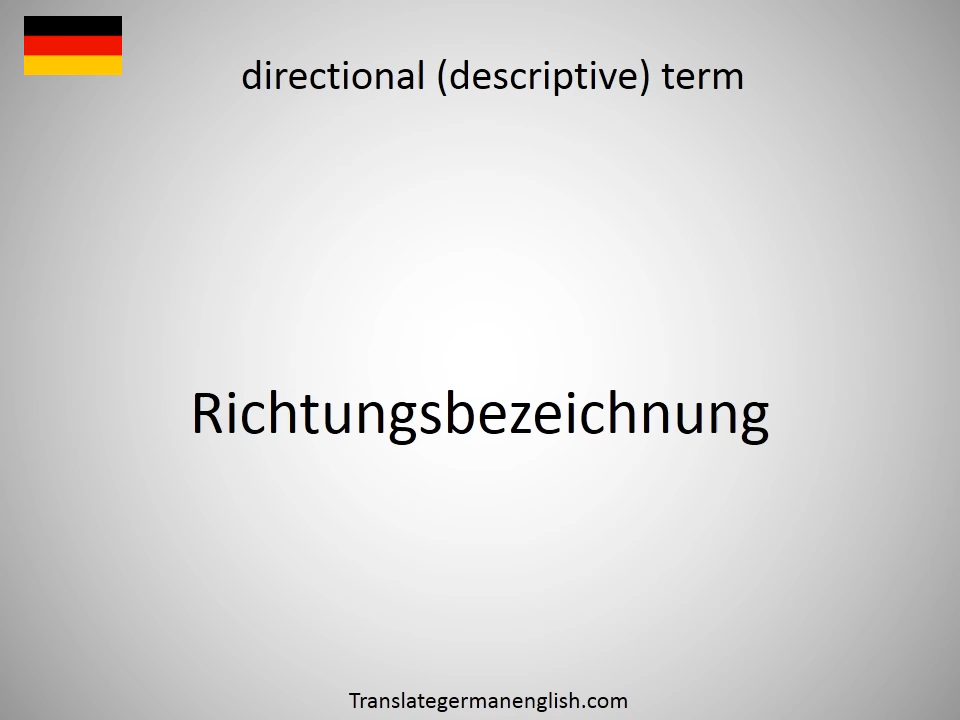 directional (descriptive) term
Richtungsbezeichnung
Translategermanenglish.com